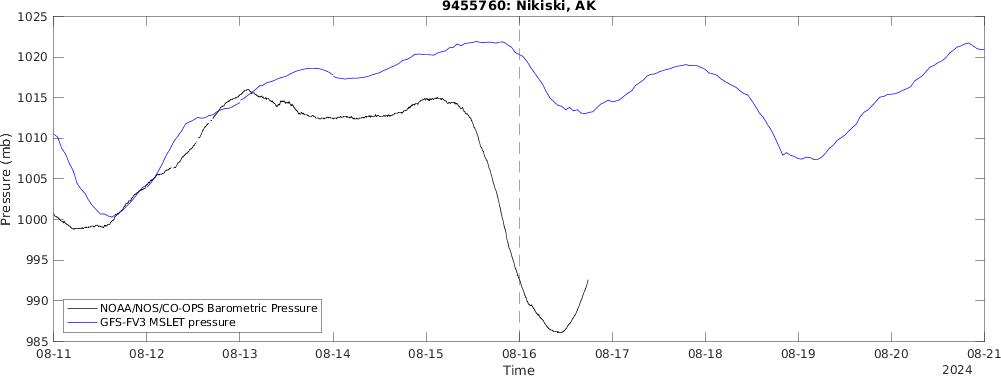 9455760: Nikiski, AK
Pressure (mb)
1025
1020
1015
1010
1005
1000
995
990
985
NOAA/NOS/CO-OPS Barometric Pressure
GFS-FV3 MSLET pressure
08-11 08-12 08-13 08-14 08-15 08-16 08-17 08-18 08-19 08-20 08-21
Time
2024